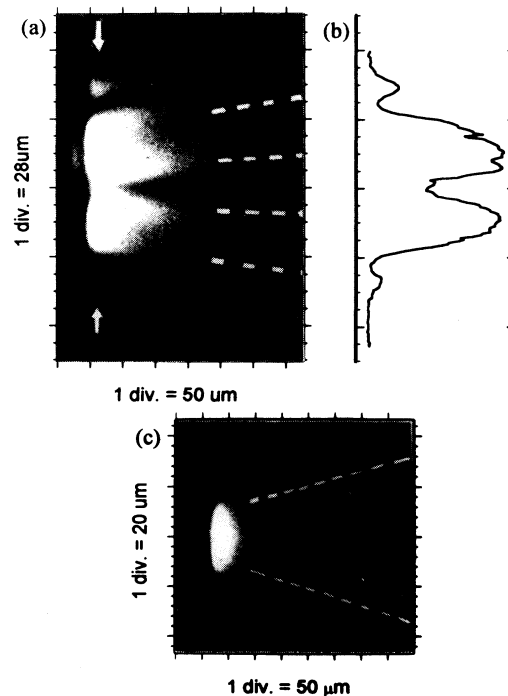 (a)
(b)
1 div. = 28um
1 div. = 50 um
(c)
1 div. = 20 um
1 div. = 50 μm